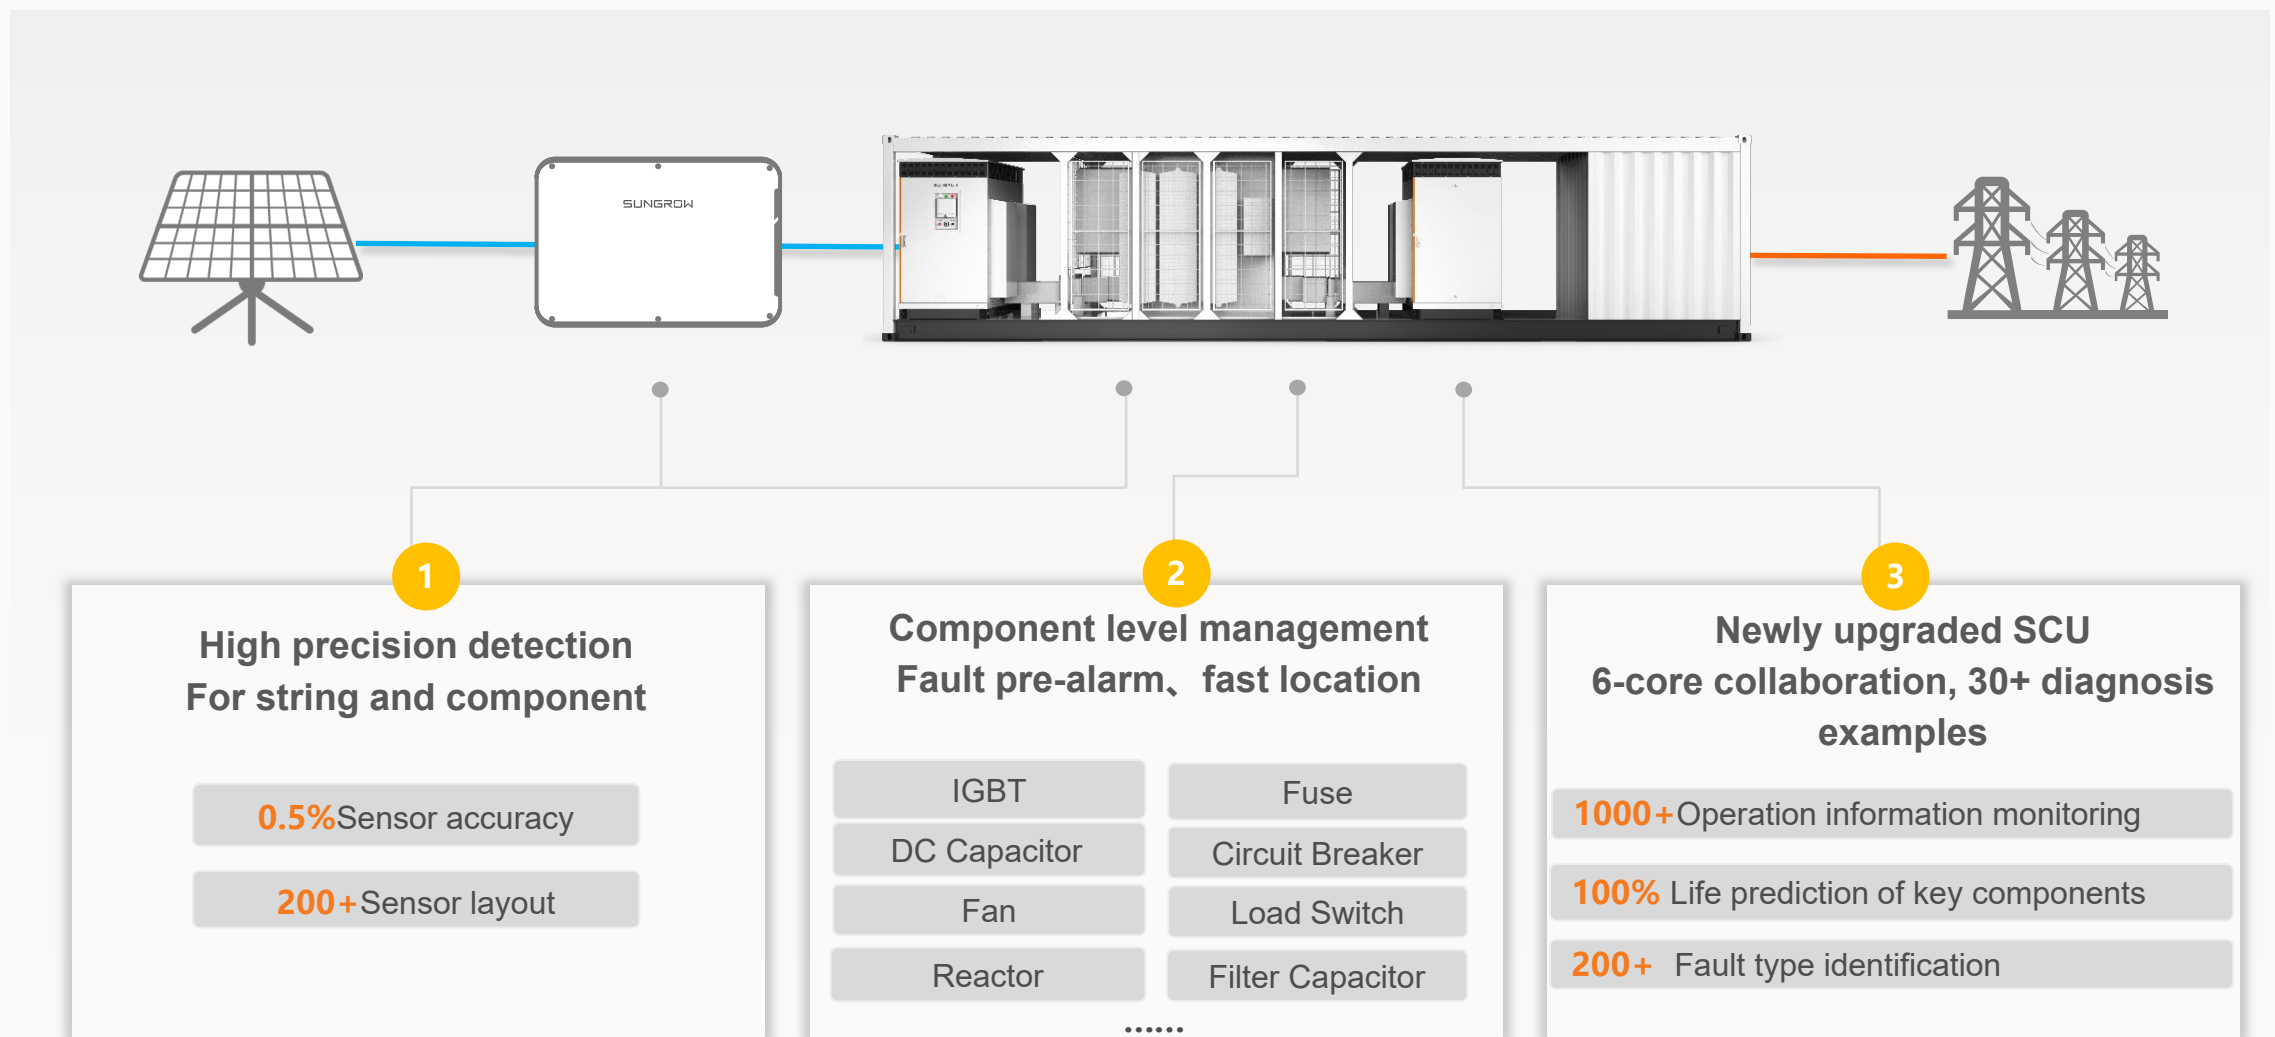 SUNGROW
1
High precision detection
For string and component
0.5%Sensor accuracy
200+Sensor layout
2
Component level management
Fault pre-alarm、fast location
IGBT
Fuse
DC Capacitor
Circuit Breaker
Fan
Load Switch
Reactor
Filter Capacitor
......
3
Newly upgraded SCU
6-core collaboration, 30+ diagnosis
examples
1000+Operation information monitoring
100% Life prediction of key components
200+ Fault type identification